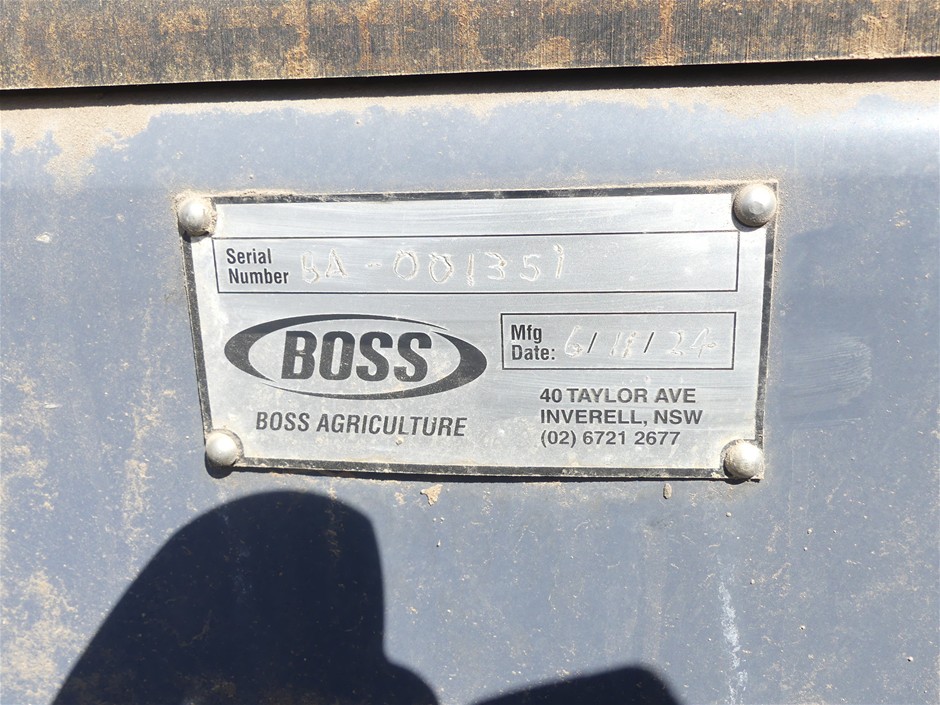 Serial
Number BA-001351
BOSS
BOSS AGRICULTURE
Mfg
Date: 6/11/24
40 TAYLOR AVE
INVERELL, NSW
(02) 6721 2677